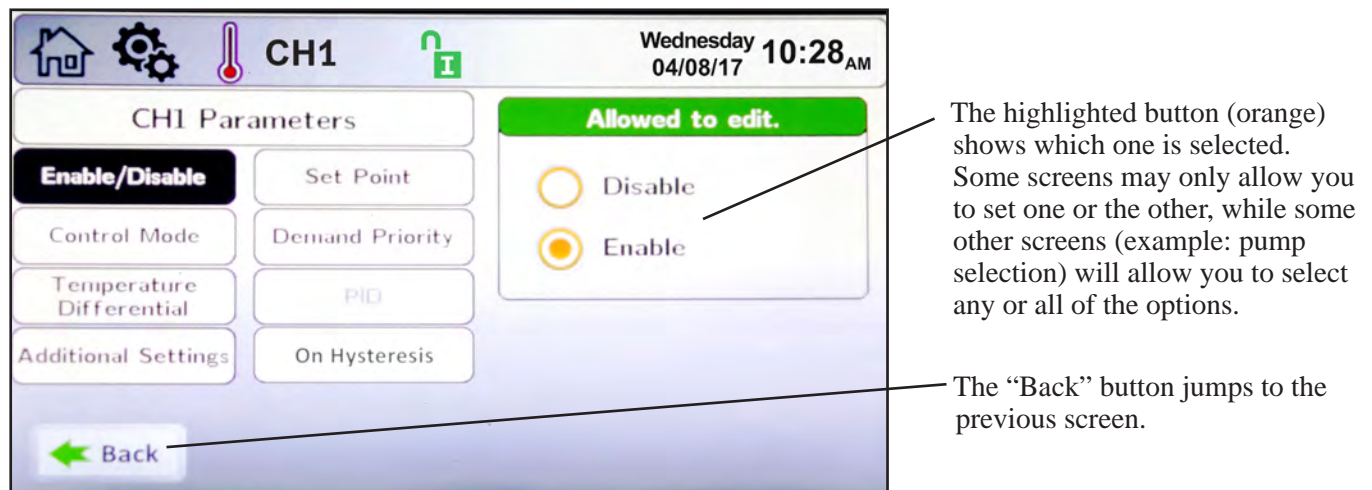 CH1
I
Wednesday
04/08/17
10:28AM
CH1 Parameters
Enable/Disable
Set Point
Control Mode
Demand Priority
Temperature
Differential
PID
Additional Settings
On Hysteresis
Back
Allowed to edit.
Disable
Enable
The highlighted button (orange)
shows which one is selected.
Some screens may only allow you
to set one or the other, while some
other screens (example: pump
selection) will allow you to select
any or all of the options.
The “Back” button jumps to the
previous screen.